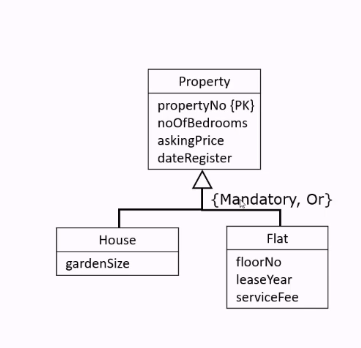 Property
propertyNo {PK}
noOfBedrooms
askingPrice
dateRegister
{Mandatory, Or}
House
gardenSize
Flat
floorNo
leaseYear
serviceFee